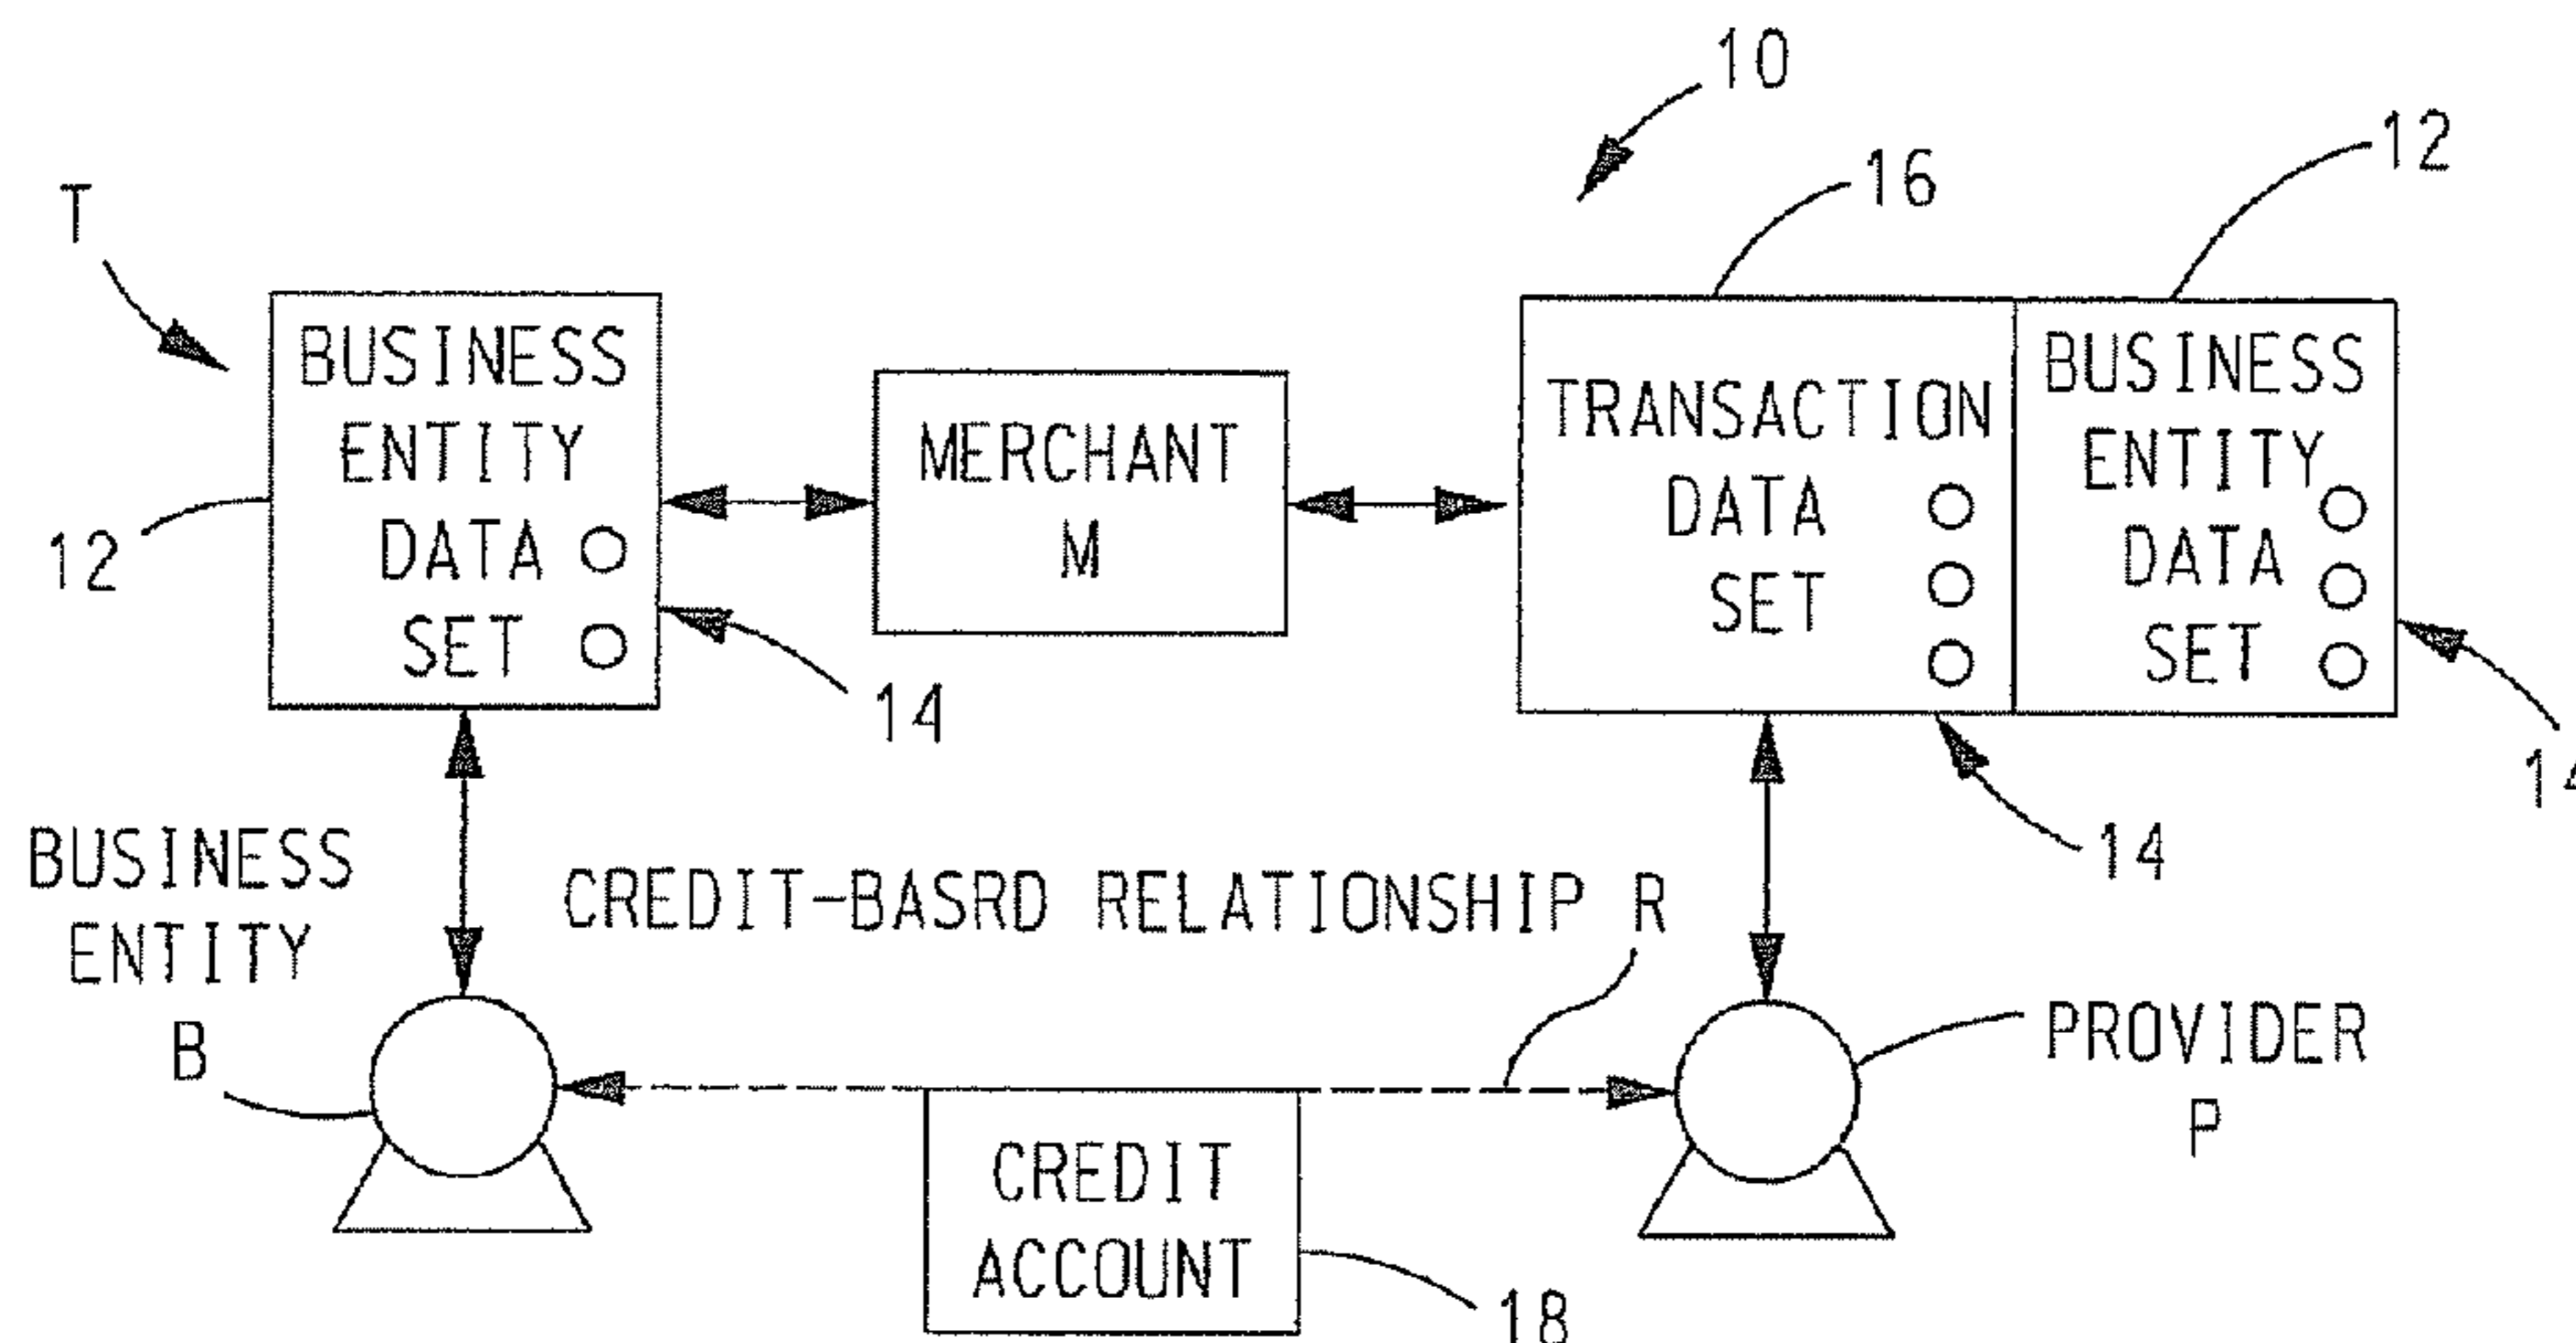 10
12
16
T
BUSINESS
ENTITY
DATA
SET
12
14
MERCHANT
M
TRANSACTION
DATA
SET
BUSINESS
ENTITY
DATA
SET
14
14
BUSINESS
ENTITY
B
CREDIT-BASRD RELATIONSHIP R
PROVIDER
P
CREDIT
ACCOUNT
18